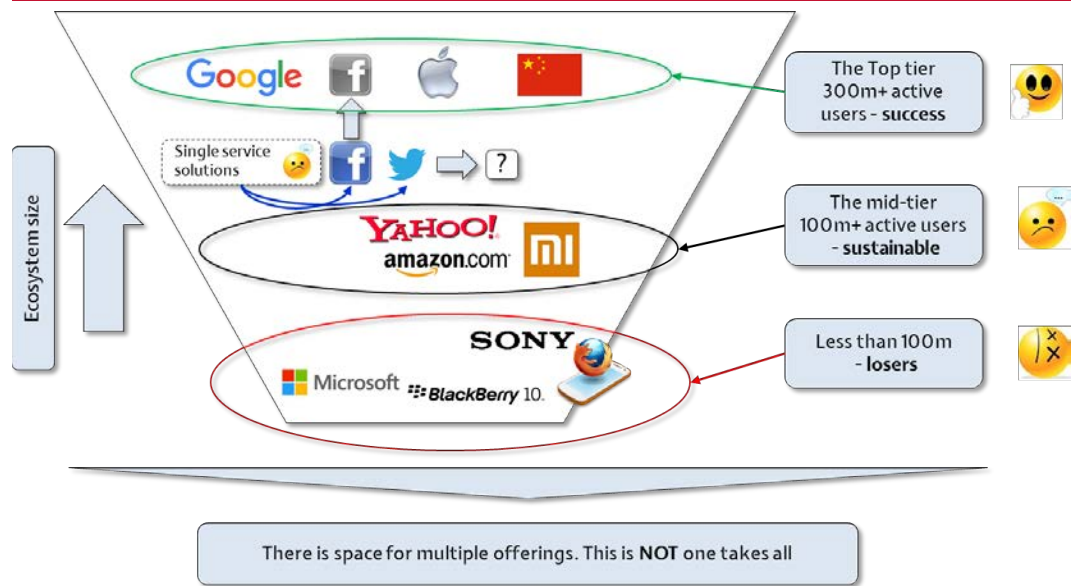 Google
The Top tier
300m+ active
users - success
Single service
solutions
?
Ecosystem size
YAHOO!
amazon.com
mi
The mid-tier
100m+ active users
- sustainable
SONY
Microsoft
BlackBerry 10.
Less than 100m
- losers
There is space for multiple offerings. This is NOT one takes all